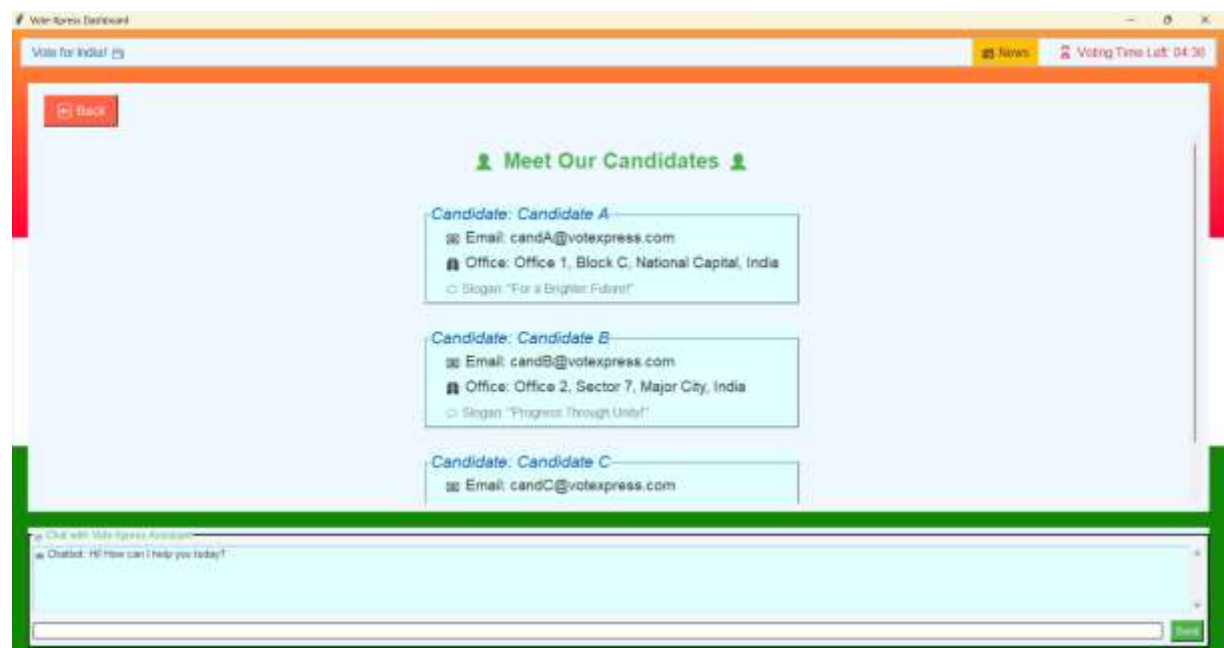 Vote-Xpress Dashboard
Vote for India!
News
Voting Time Left: 04:36
Back
Meet Our Candidates
Candidate: Candidate A
Email: candA@votexpress.com
Office: Office 1, Block C, National Capital, India
Slogan: "For a Brighter Future!"
Candidate: Candidate B
Email: candB@votexpress.com
Office: Office 2, Sector 7, Major City, India
Slogan: "Progress Through Unity!"
Candidate: Candidate C
Email: candC@votexpress.com
Chat with Vote-Xpress Assistant
Chatbot: Hi! How can I help you today?
Send